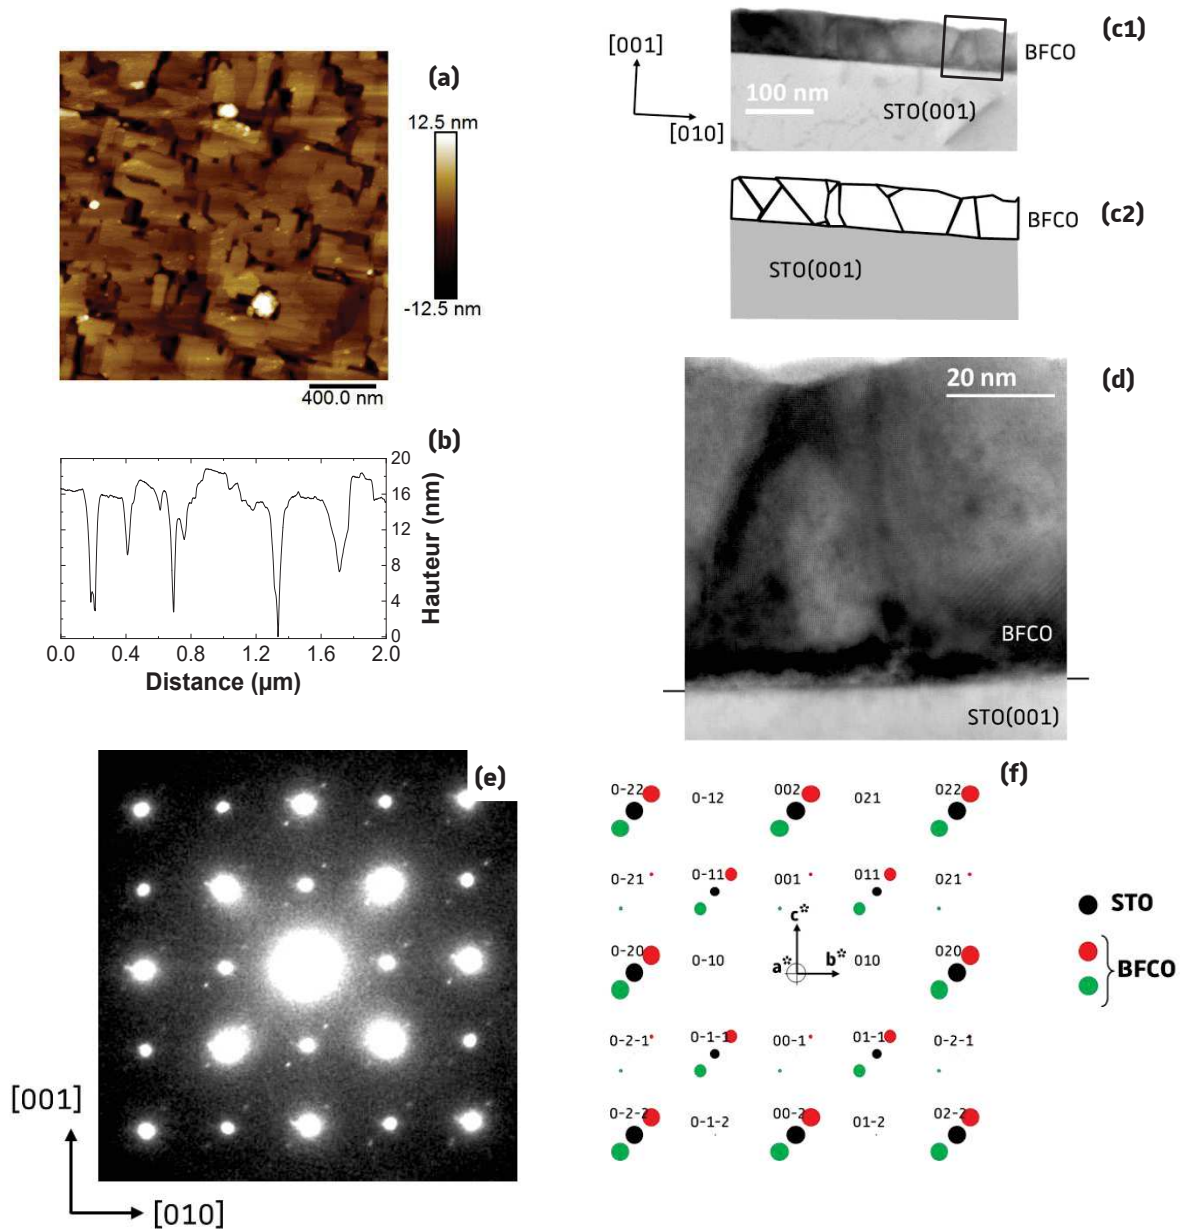 (a)
12.5 nm
-12.5 nm
400.0 nm
(b)
20
16
12
8
4
0
Hauteur (nm)
0.0 0.4 0.8 1.2 1.6 2.0
Distance (µm)
[001]
[010]
100 nm
STO(001)
BFCO
(c1)
STO(001)
BFCO
(c2)
20 nm
(d)
BFCO
STO(001)
(e)
[001]
[010]
(f)
0-22 0-12 002 021 022
0-21 0-11 001 011 021
0-20 0-10 a* c* b* 010 020
0-2-1 0-1-1 00-1 01-1 0-2-1
0-2-2 0-1-2 00-2 01-2 02-2
STO
BFCO